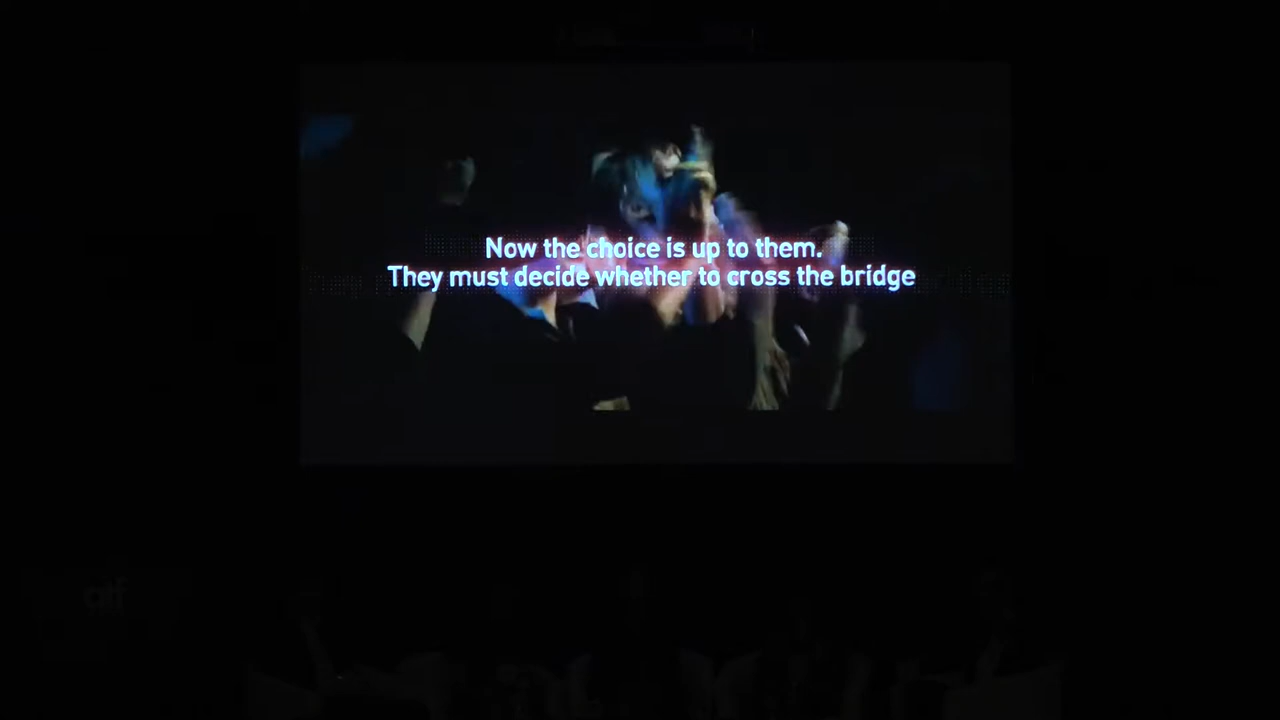 Now the choice is up to them.
They must decide whether to cross the bridge